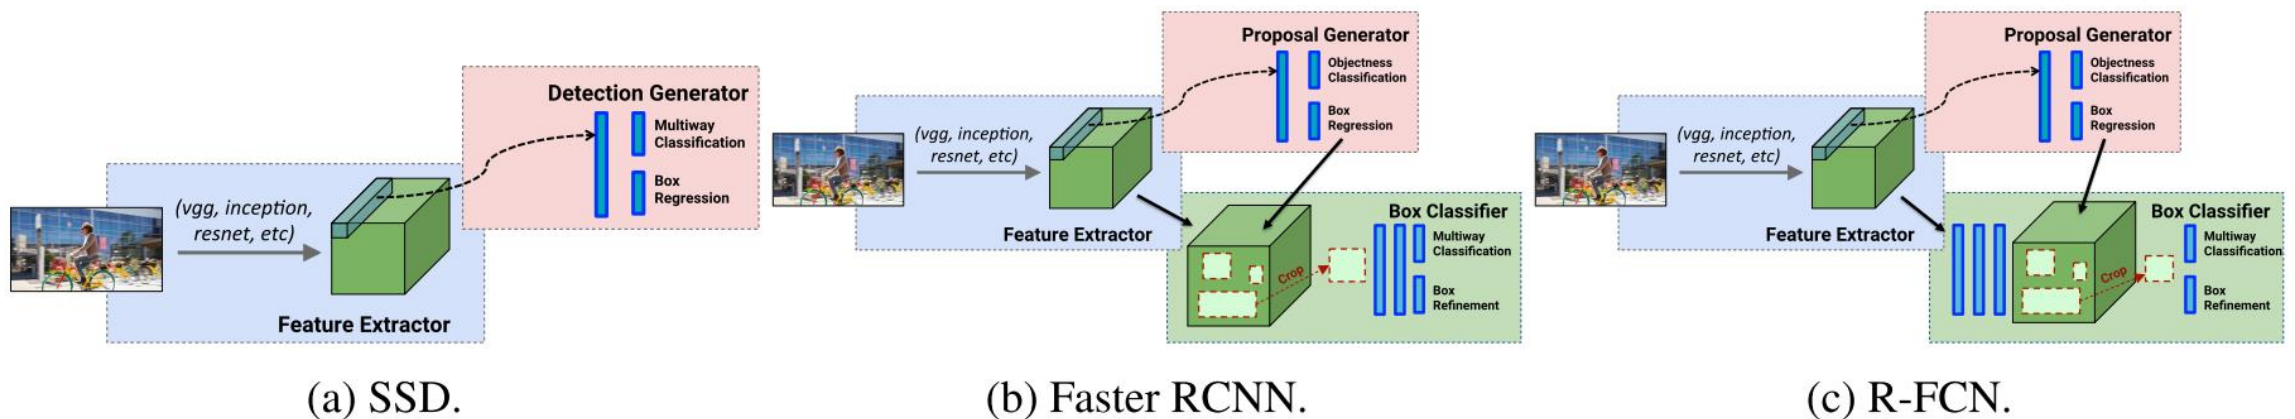 Detection Generator
Multiway
Classification
Box
Regression
(vgg, inception,
resnet, etc)
Feature Extractor
(a) SSD.
Proposal Generator
Objectness
Classification
Box
Regression
(vgg, inception,
resnet, etc)
Feature Extractor
Box Classifier
Multiway
Classification
Crop
Box
Refinement
(b) Faster RCNN.
Proposal Generator
Objectness
Classification
Box
Regression
(vgg, inception,
resnet, etc)
Feature Extractor
Box Classifier
Multiway
Classification
Crop
Box
Refinement
(c) R-FCN.